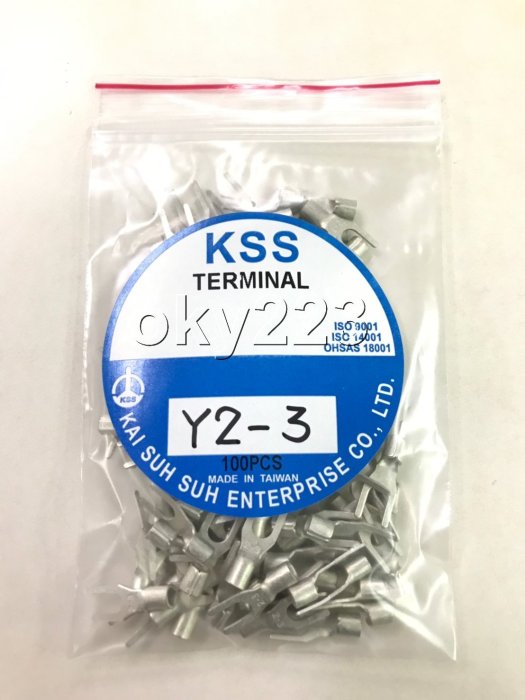 KSS
TERMINAL
oky223
ISO 9001
ISO 14001
OHSAS 18001
KSS
Y2-3
100PCS
MADE IN TAIWAN
KAI SUH SUH ENTERPRISE CO., LTD.